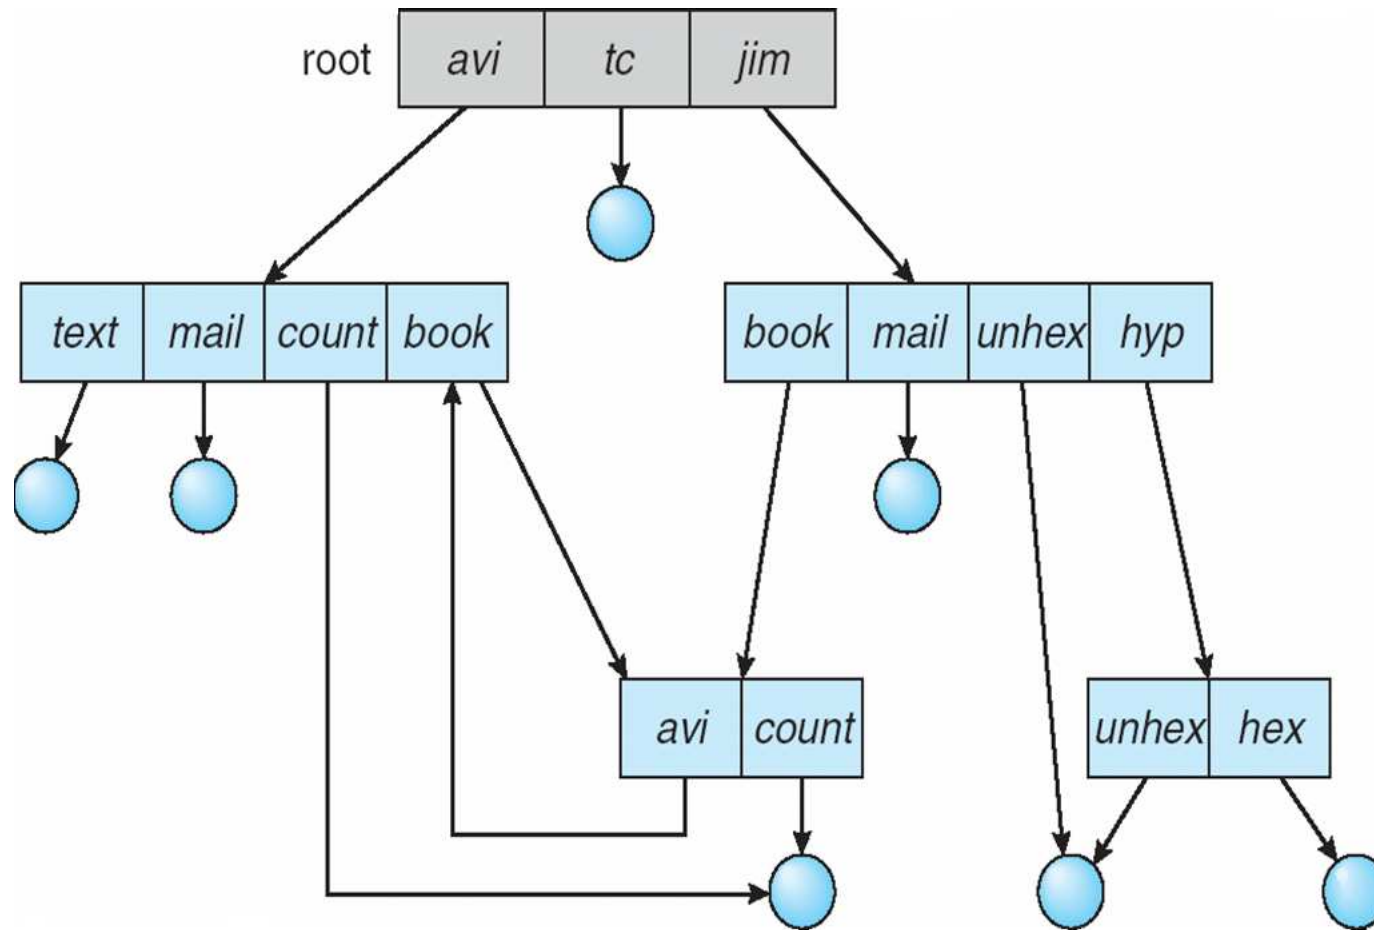 root avi tc jim
text mail count book
book mail unhex hyp
avi count
unhex hex